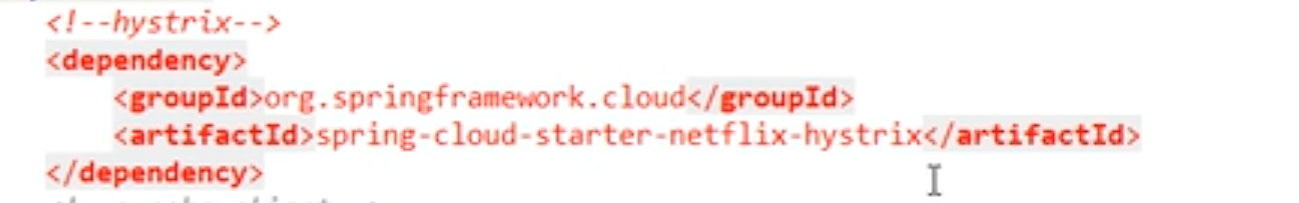 <!--hystrix-->
<dependency>
<groupId>org.springframework.cloud</groupId>
<artifactId>spring-cloud-starter-netflix-hystrix</artifactId>
</dependency>